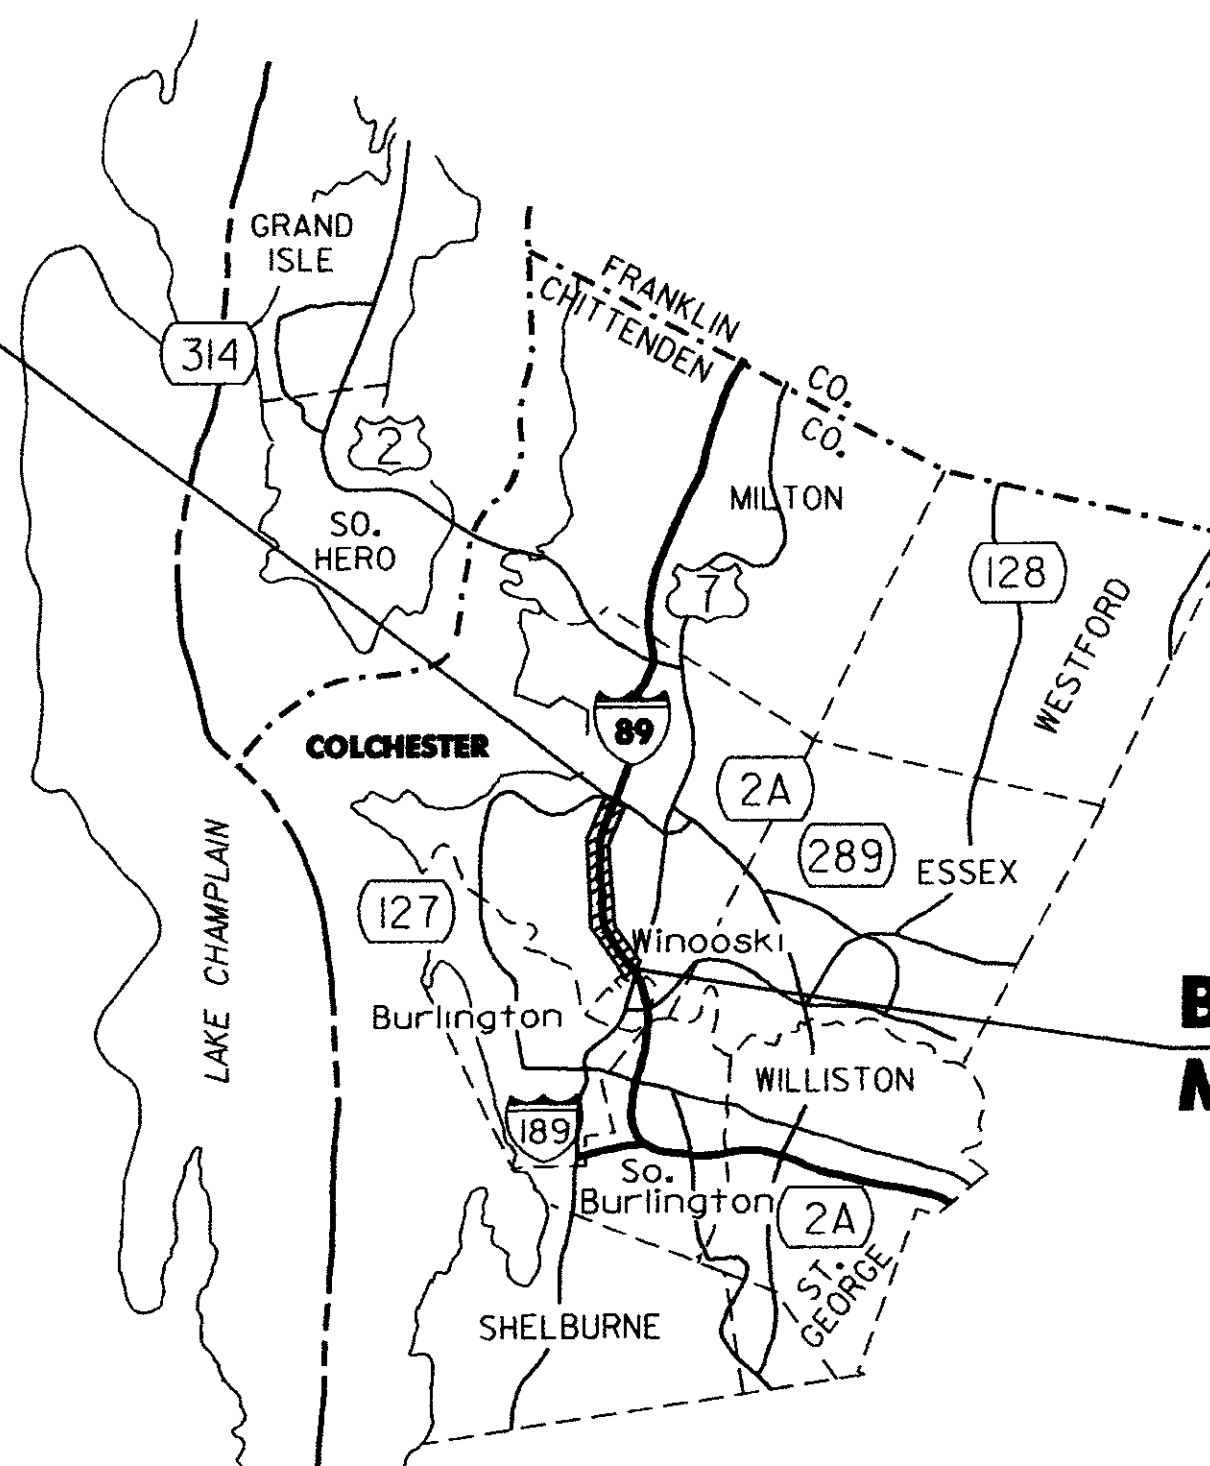 GRAND
ISLE
FRANKLIN
CO.
CHITTENDEN
CO.
314
2
MILTON
SO.
HERO
7
128
WESTFORD
89
COLCHESTER
2A
289
ESSEX
127
LAKE CHAMPLAIN
Winooski
Burlington
WILLISTON
189
So.
Burlington
2A
ST.
GEORGE
SHELBURNE